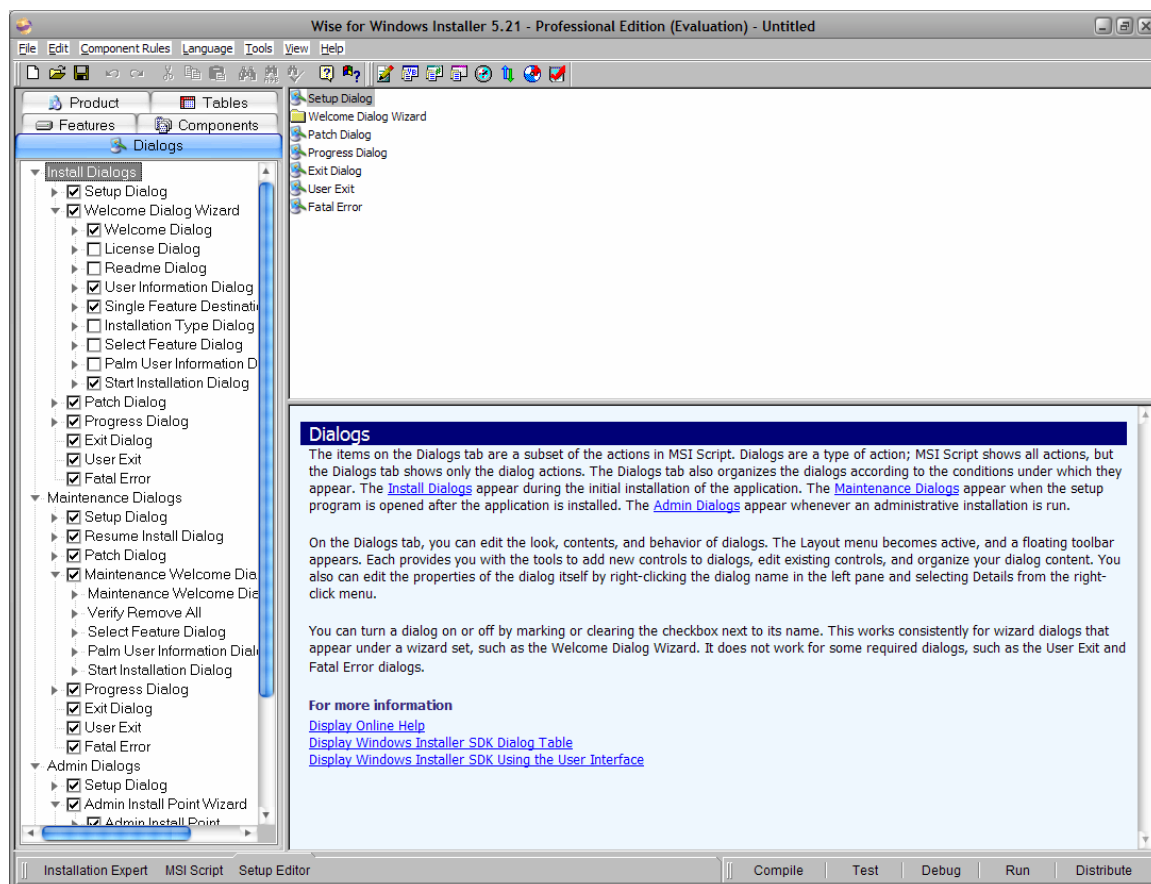 Wise for Windows Installer 5.21 - Professional Edition (Evaluation) - Untitled
File Edit Component Rules Language Tools View Help
Product Tables
Features Components
Dialogs
Install Dialogs
Setup Dialog
Welcome Dialog Wizard
Welcome Dialog
License Dialog
Readme Dialog
User Information Dialog
Single Feature Destinati
Installation Type Dialog
Select Feature Dialog
Palm User Information D
Start Installation Dialog
Patch Dialog
Progress Dialog
Exit Dialog
User Exit
Fatal Error
Maintenance Dialogs
Setup Dialog
Resume Install Dialog
Patch Dialog
Maintenance Welcome Dia
Maintenance Welcome Die
Verify Remove All
Select Feature Dialog
Palm User Information Dial
Start Installation Dialog
Progress Dialog
Exit Dialog
User Exit
Fatal Error
Admin Dialogs
Setup Dialog
Admin Install Point Wizard
Admin Install Point
Setup Dialog
Welcome Dialog Wizard
Patch Dialog
Progress Dialog
Exit Dialog
User Exit
Fatal Error
Dialogs
The items on the Dialogs tab are a subset of the actions in MSI Script. Dialogs are a type of action; MSI Script shows all actions, but
the Dialogs tab shows only the dialog actions. The Dialogs tab also organizes the dialogs according to the conditions under which they
appear. The Install Dialogs appear during the initial installation of the application. The Maintenance Dialogs appear when the setup
program is opened after the application is installed. The Admin Dialogs appear whenever an administrative installation is run.
On the Dialogs tab, you can edit the look, contents, and behavior of dialogs. The Layout menu becomes active, and a floating toolbar
appears. Each provides you with the tools to add new controls to dialogs, edit existing controls, and organize your dialog content. You
also can edit the properties of the dialog itself by right-clicking the dialog name in the left pane and selecting Details from the right-
click menu.
You can turn a dialog on or off by marking or clearing the checkbox next to its name. This works consistently for wizard dialogs that
appear under a wizard set, such as the Welcome Dialog Wizard. It does not work for some required dialogs, such as the User Exit and
Fatal Error dialogs.
For more information
Display Online Help
Display Windows Installer SDK Dialog Table
Display Windows Installer SDK Using the User Interface
Installation Expert MSI Script Setup Editor
Compile Test Debug Run Distribute